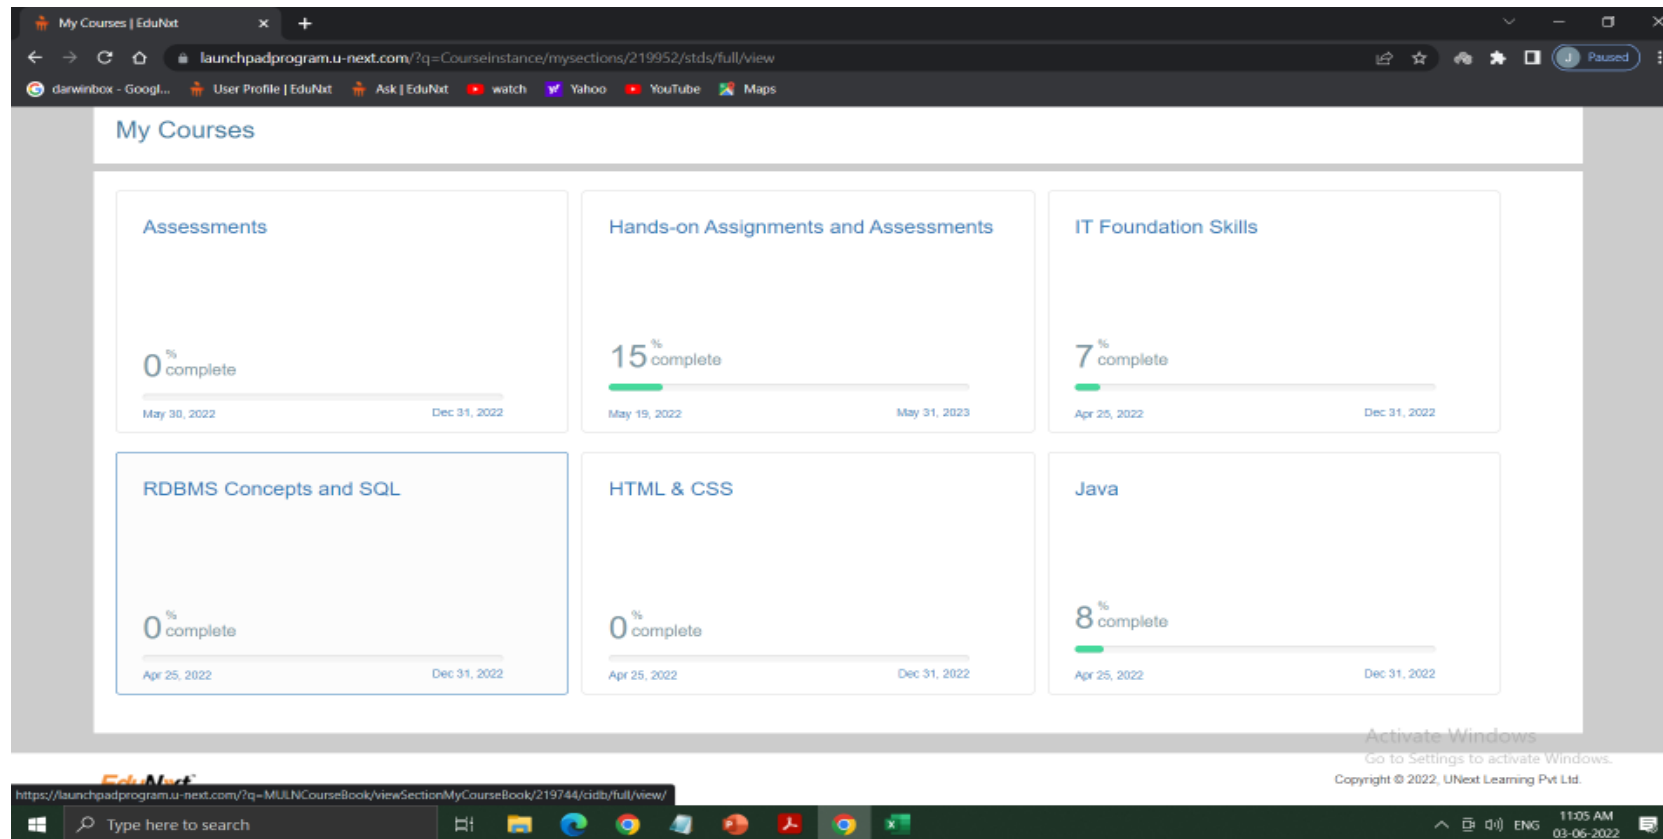 My Courses | EduNxt
launchpadprogram.u-next.com/?q=Courseinstance/mysections/219952/stds/full/view
J Paused
darwinbox - Googl... User Profile | EduNxt Ask | EduNxt watch Yahoo YouTube Maps
My Courses
Assessments
0 % complete
May 30, 2022 Dec 31, 2022
Hands-on Assignments and Assessments
15 % complete
May 19, 2022 May 31, 2023
IT Foundation Skills
7 % complete
Apr 25, 2022 Dec 31, 2022
RDBMS Concepts and SQL
0 % complete
Apr 25, 2022 Dec 31, 2022
HTML & CSS
0 % complete
Apr 25, 2022 Dec 31, 2022
Java
8 % complete
Apr 25, 2022 Dec 31, 2022
Activate Windows
Go to Settings to activate Windows.
EduNxt
Copyright © 2022, UNext Learning Pvt Ltd.
https://launchpadprogram.u-next.com/?q=MULNCourseBook/viewSectionMyCourseBook/219744/cidb/full/view/
Type here to search
ENG
11:05 AM
03-06-2022